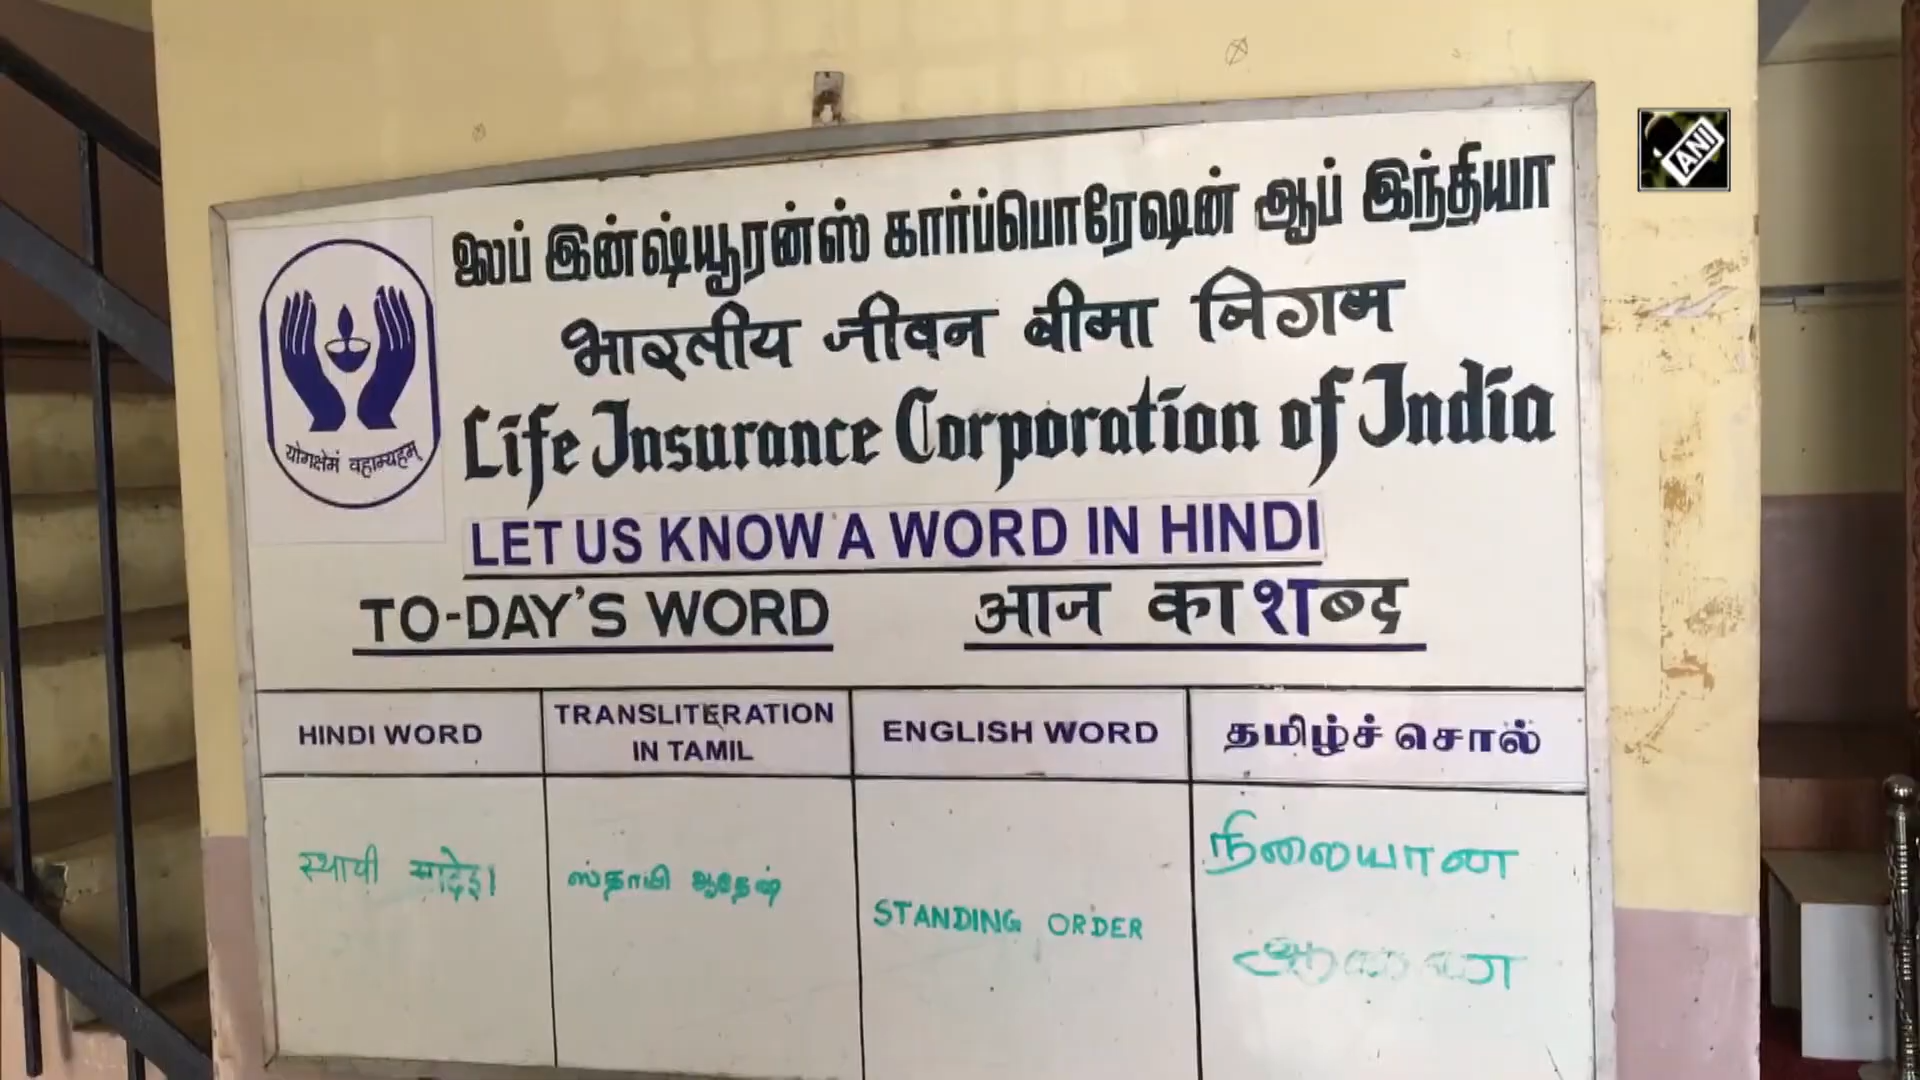 ANI
லைப் இன்ஷ்யூரன்ஸ் கார்ப்பொரேஷன் ஆப் இந்தியா
भारतीय जीवन बीमा निगम
Life Insurance Corporation of India
योगक्षेमं वहाम्यहम्
LET US KNOW A WORD IN HINDI
TO-DAY'S WORD आज का शब्द
HINDI WORD
TRANSLITERATION
IN TAMIL
ENGLISH WORD
தமிழ்ச் சொல்
स्थायी आदेश
ஸ்தாயி ஆதேஷ்
STANDING ORDER
நிலையான